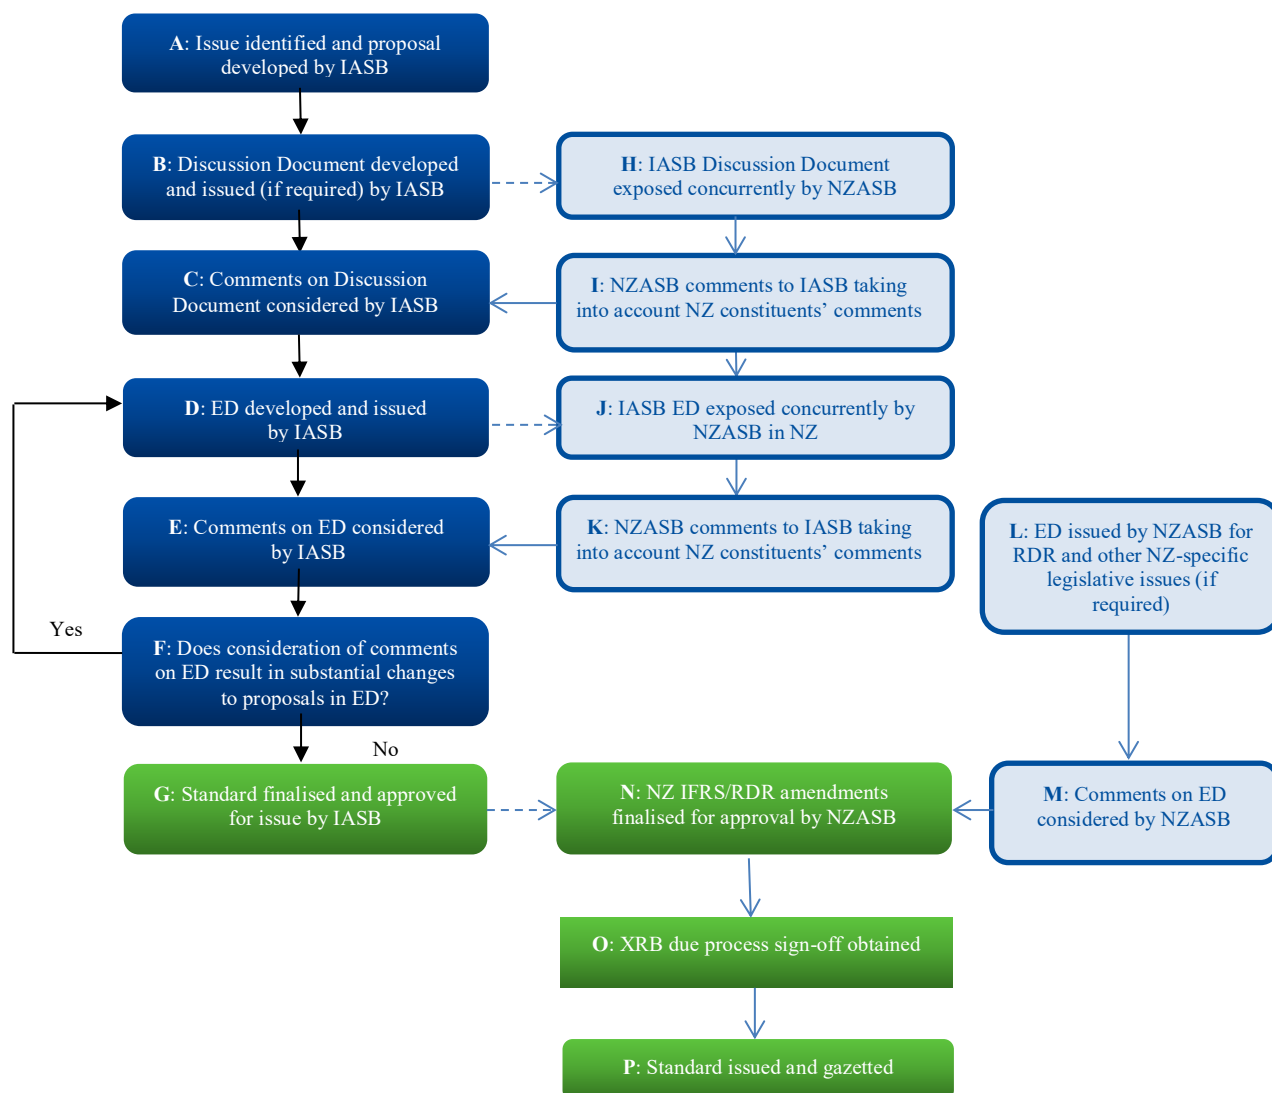 A: Issue identified and proposal
developed by IASB
B: Discussion Document developed
and issued (if required) by IASB
H: IASB Discussion Document
exposed concurrently by NZASB
C: Comments on Discussion
Document considered by IASB
I: NZASB comments to IASB taking
into account NZ constituents’ comments
D: ED developed and issued
by IASB
J: IASB ED exposed concurrently by
NZASB in NZ
E: Comments on ED considered
by IASB
K: NZASB comments to IASB taking
into account NZ constituents’ comments
L: ED issued by NZASB for
RDR and other NZ-specific
legislative issues (if
required)
Yes
F: Does consideration of comments
on ED result in substantial changes
to proposals in ED?
No
G: Standard finalised and approved
for issue by IASB
N: NZ IFRS/RDR amendments
finalised for approval by NZASB
M: Comments on ED
considered by NZASB
O: XRB due process sign-off obtained
P: Standard issued and gazetted